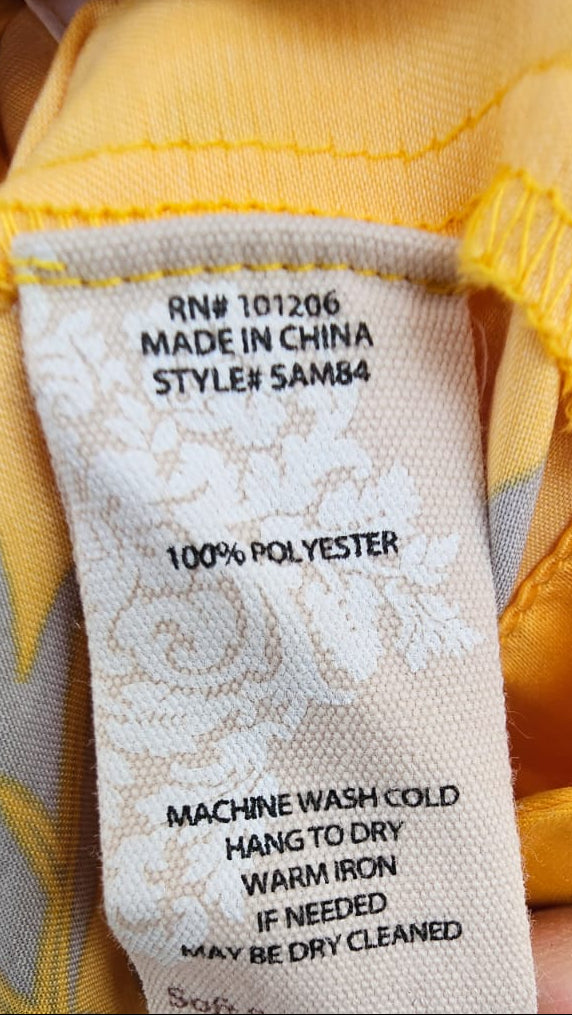 RN# 101206
MADE IN CHINA
STYLE# SAM84
100% POLYESTER
MACHINE WASH COLD
HANG TO DRY
WARM IRON
IF NEEDED
MAY BE DRY CLEANED